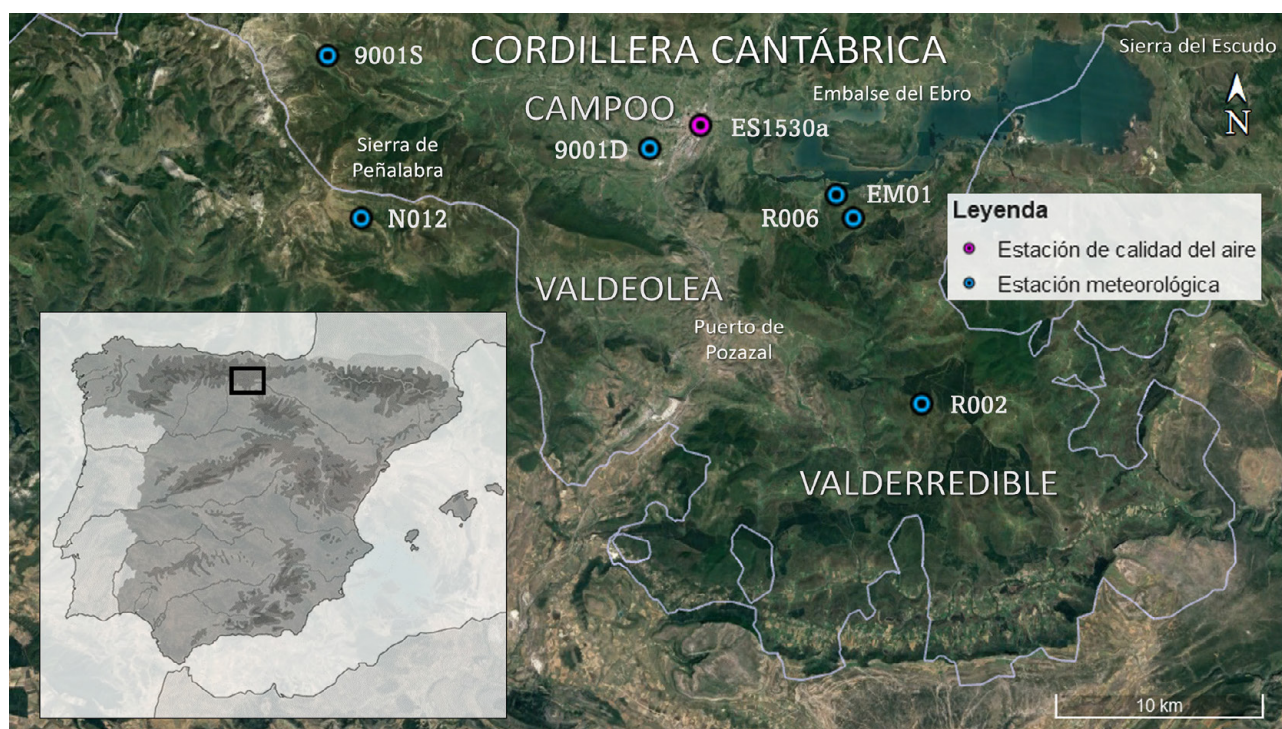 9001S
CORDILLERA CANTÁBRICA
Sierra del Escudo
Embalse del Ebro
CAMPOO
ES1530a
N
Sierra de
Peñalabra
9001D
EM01
N012
R006
Leyenda
Estación de calidad del aire
Estación meteorológica
VALDEOLEA
Puerto de
Pozazal
R002
VALDERREDIBLE
10 km